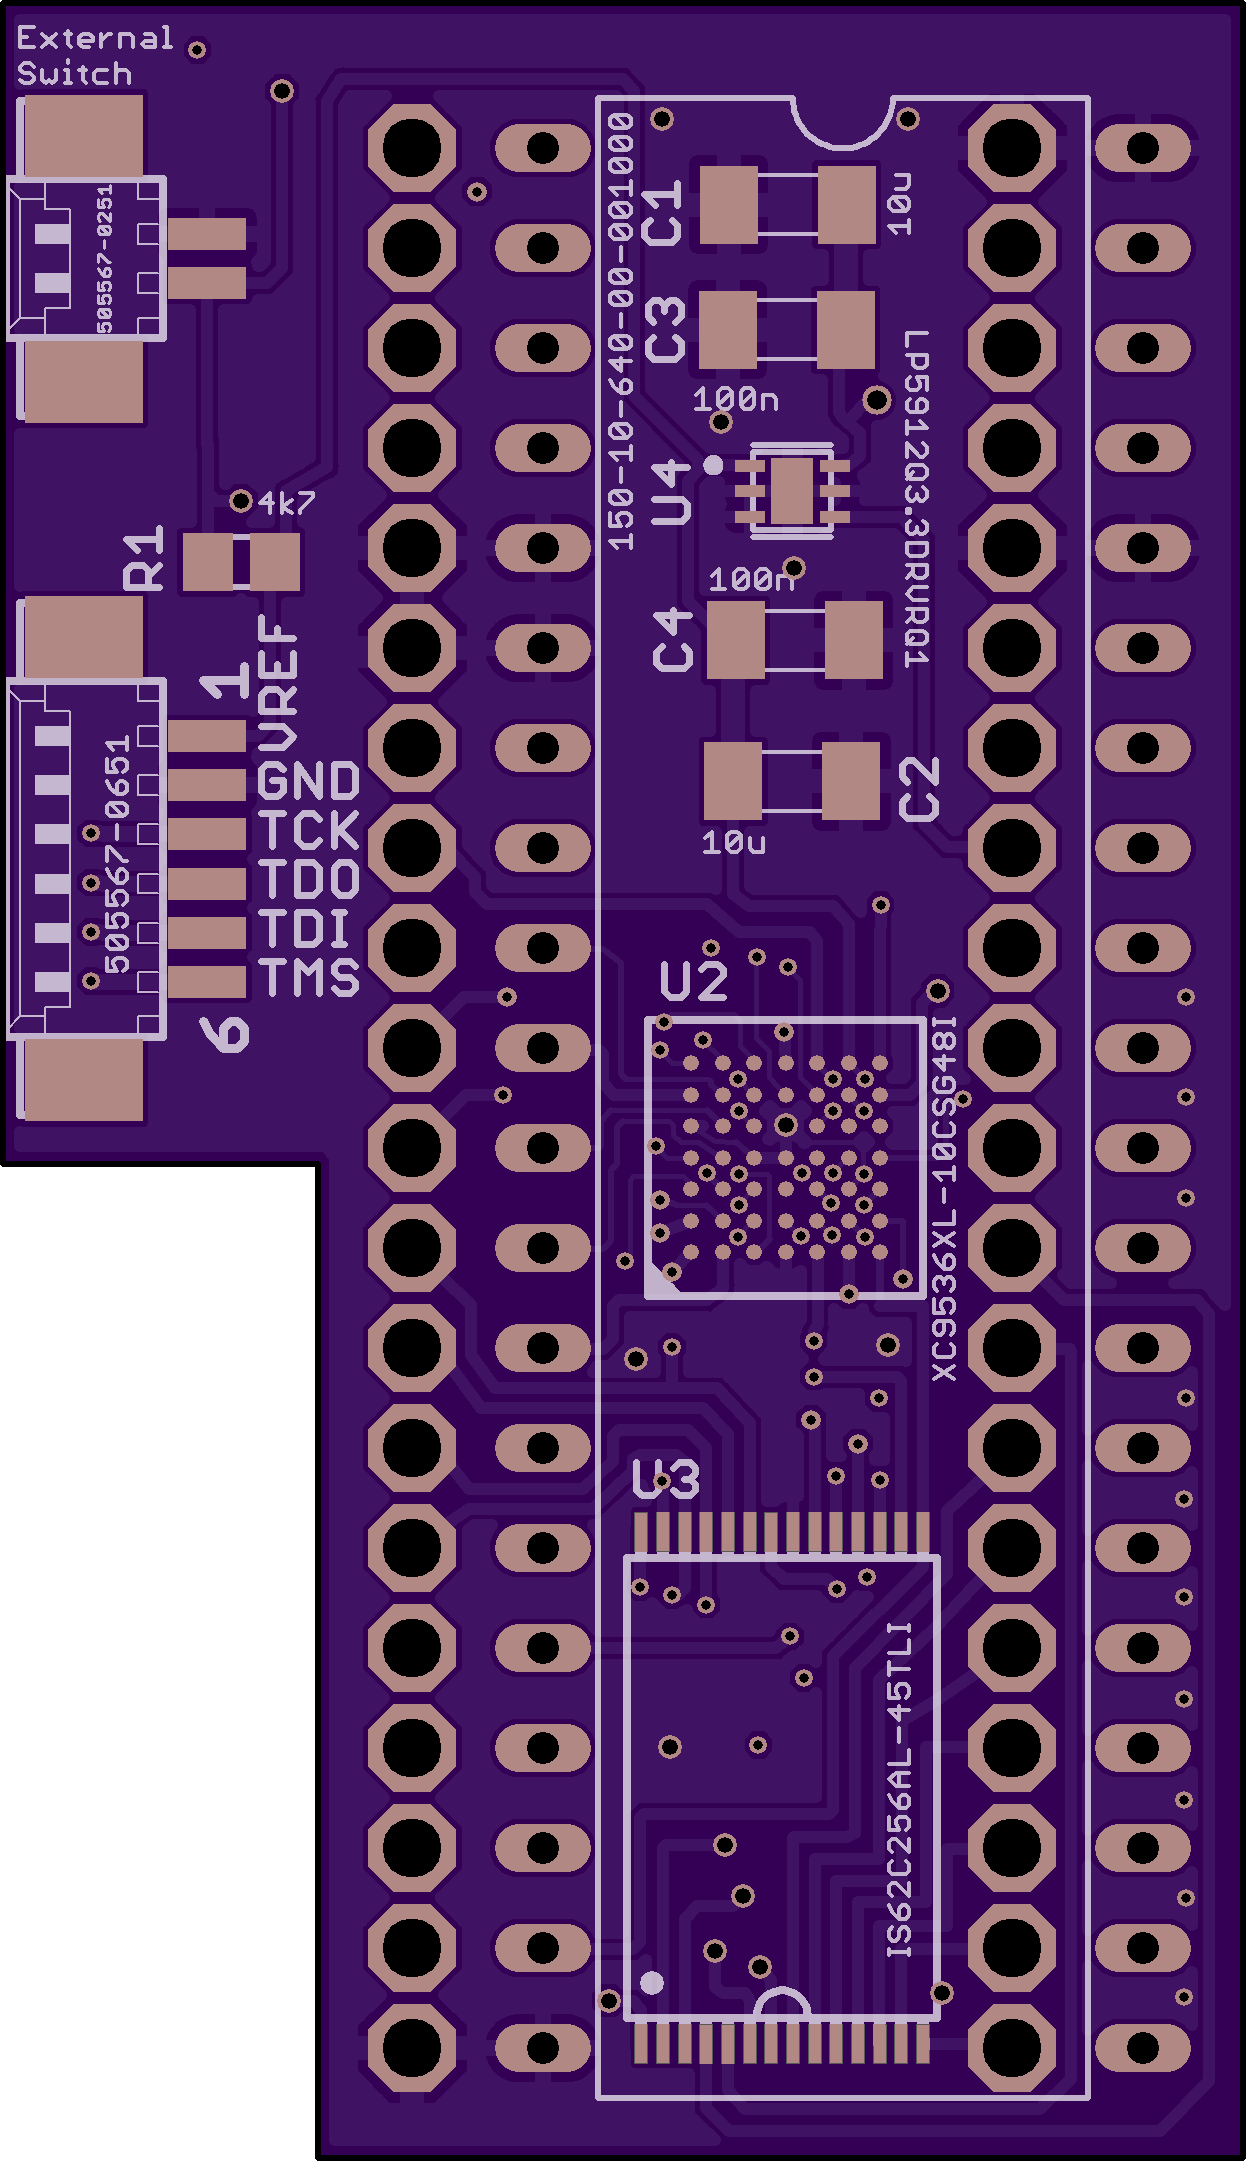 External
Switch
505567-0251
150-10-640-00-001000
C1
10u
C3
100n
LP5912Q3.3DRVRQ1
U4
4k7
R1
100n
C4
1
VREF
GND
TCK
TDO
TDI
TMS
6
505567-0651
C2
10u
U2
XC9536XL-10CSG48I
U3
IS62C256AL-45TLI